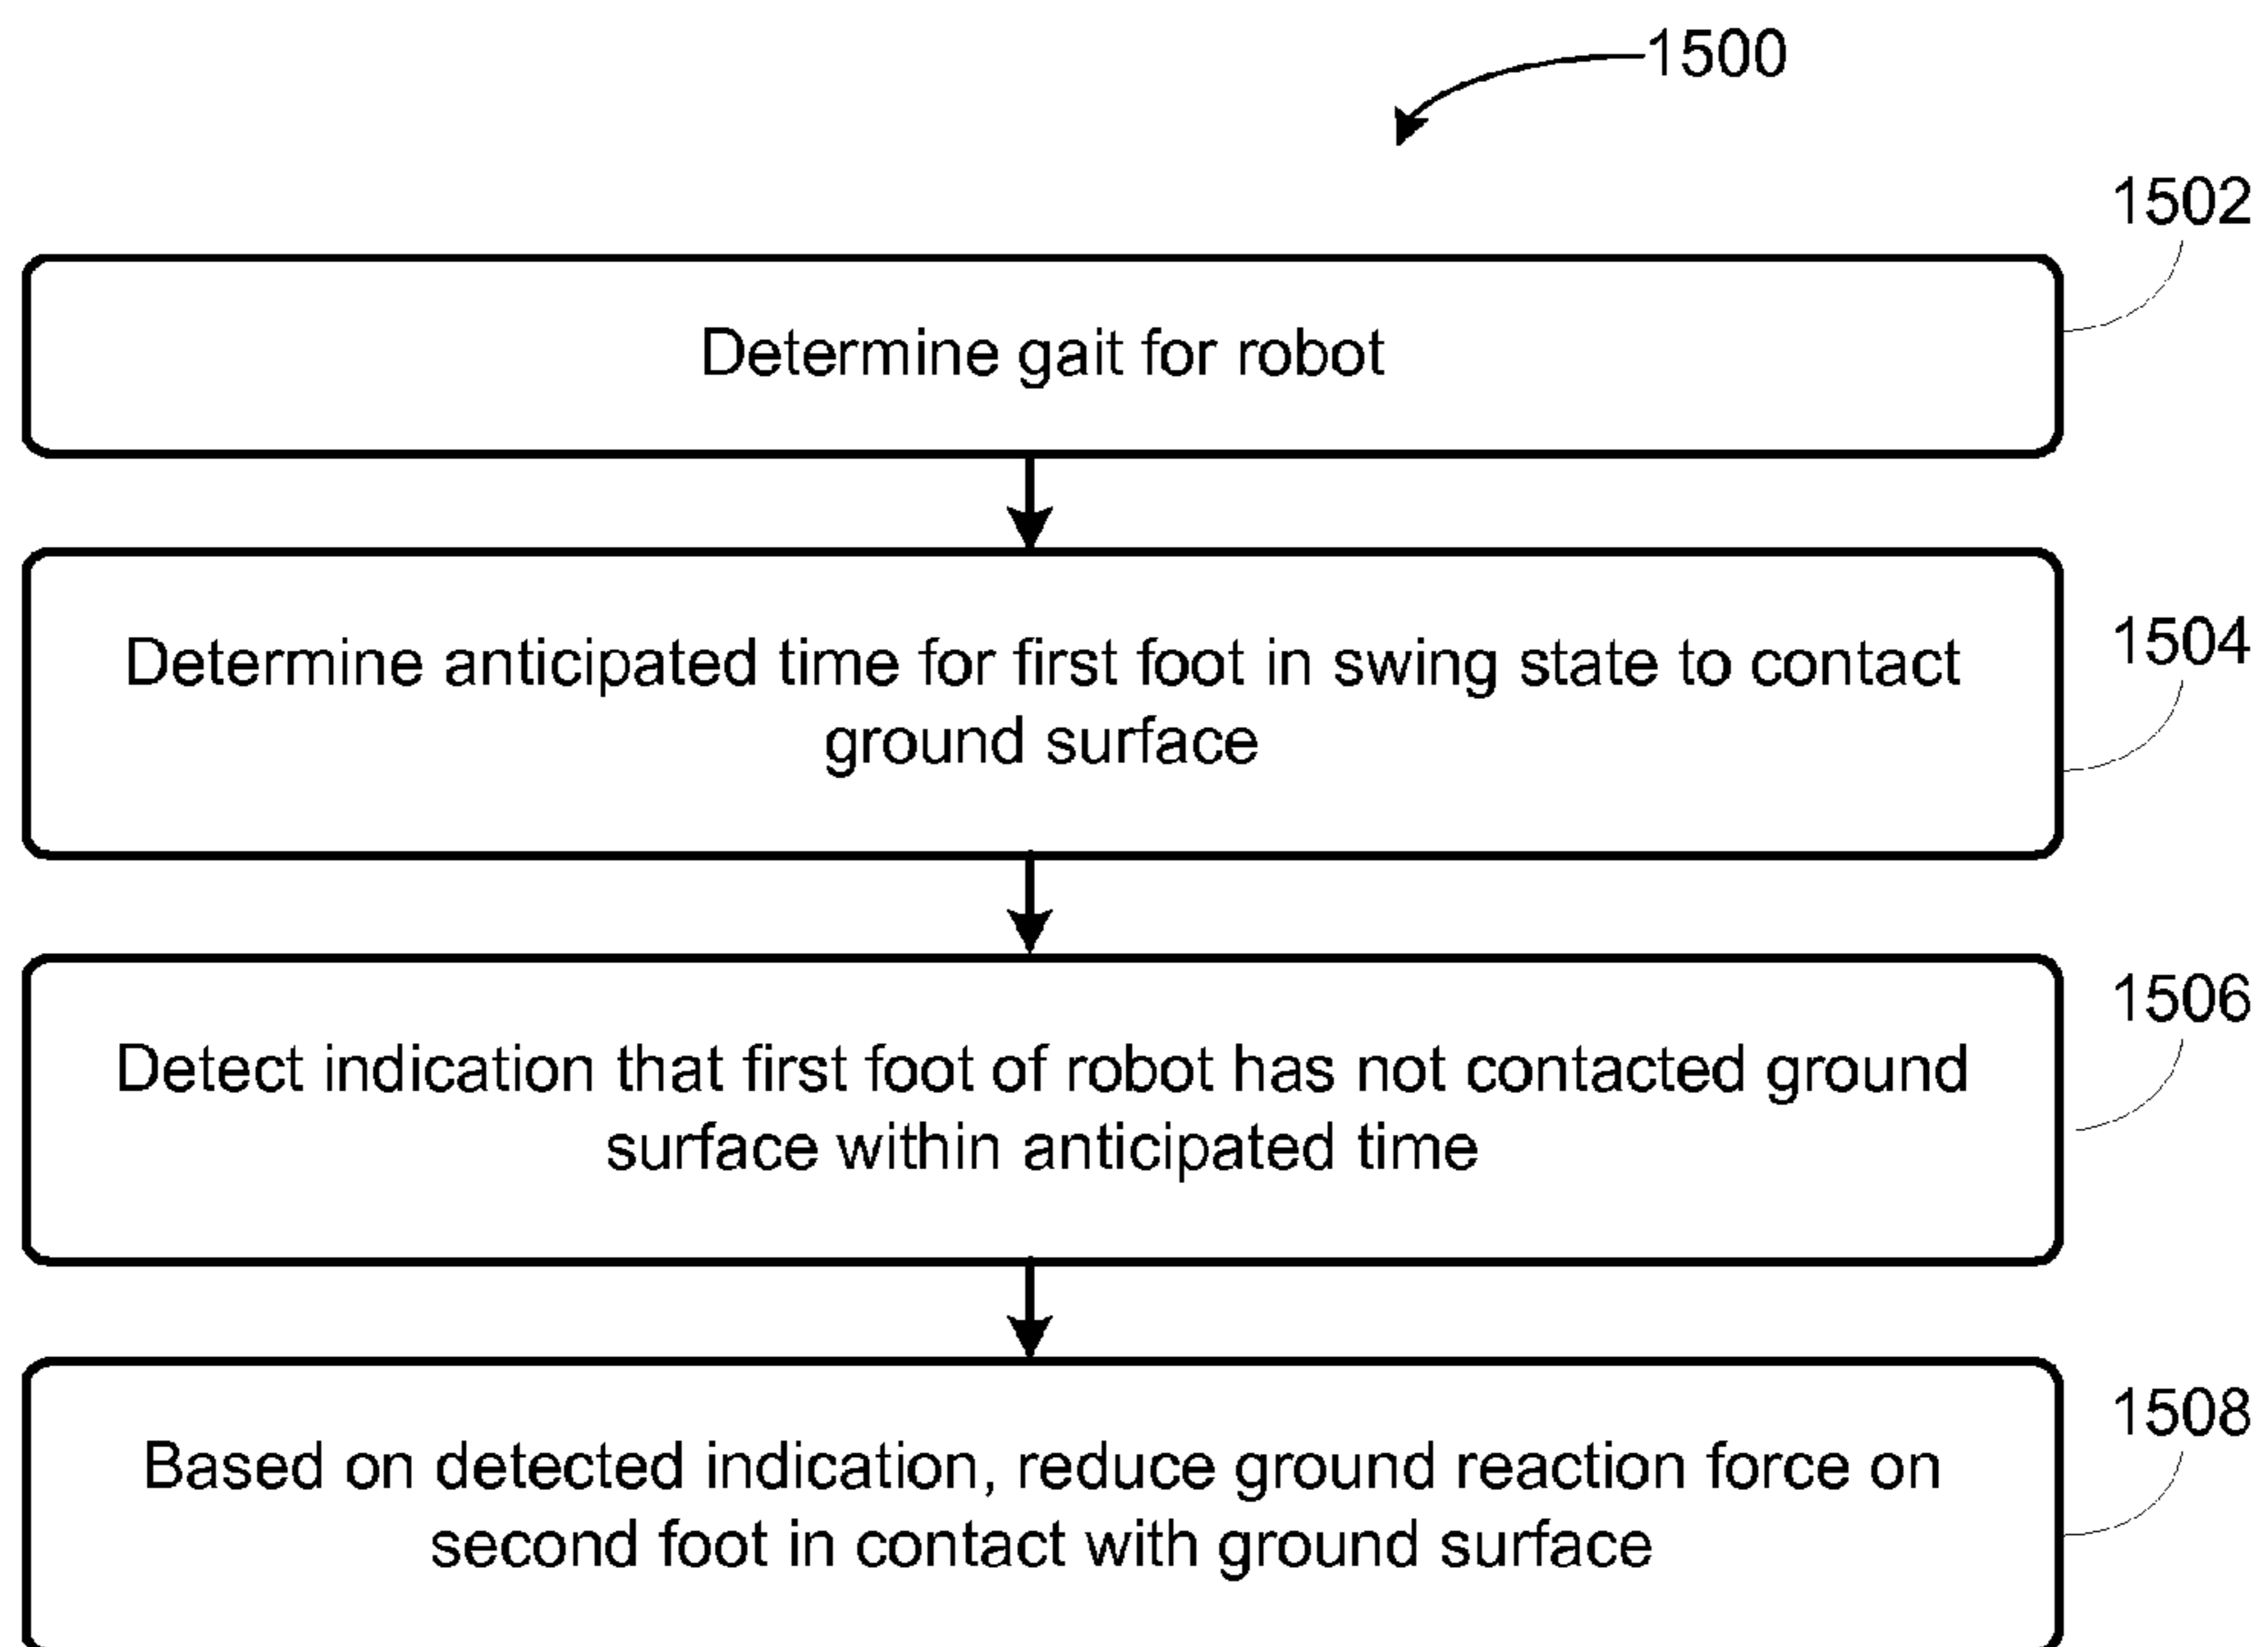 1500
1502
Determine gait for robot
1504
Determine anticipated time for first foot in swing state to contact
ground surface
1506
Detect indication that first foot of robot has not contacted ground
surface within anticipated time
1508
Based on detected indication, reduce ground reaction force on
second foot in contact with ground surface